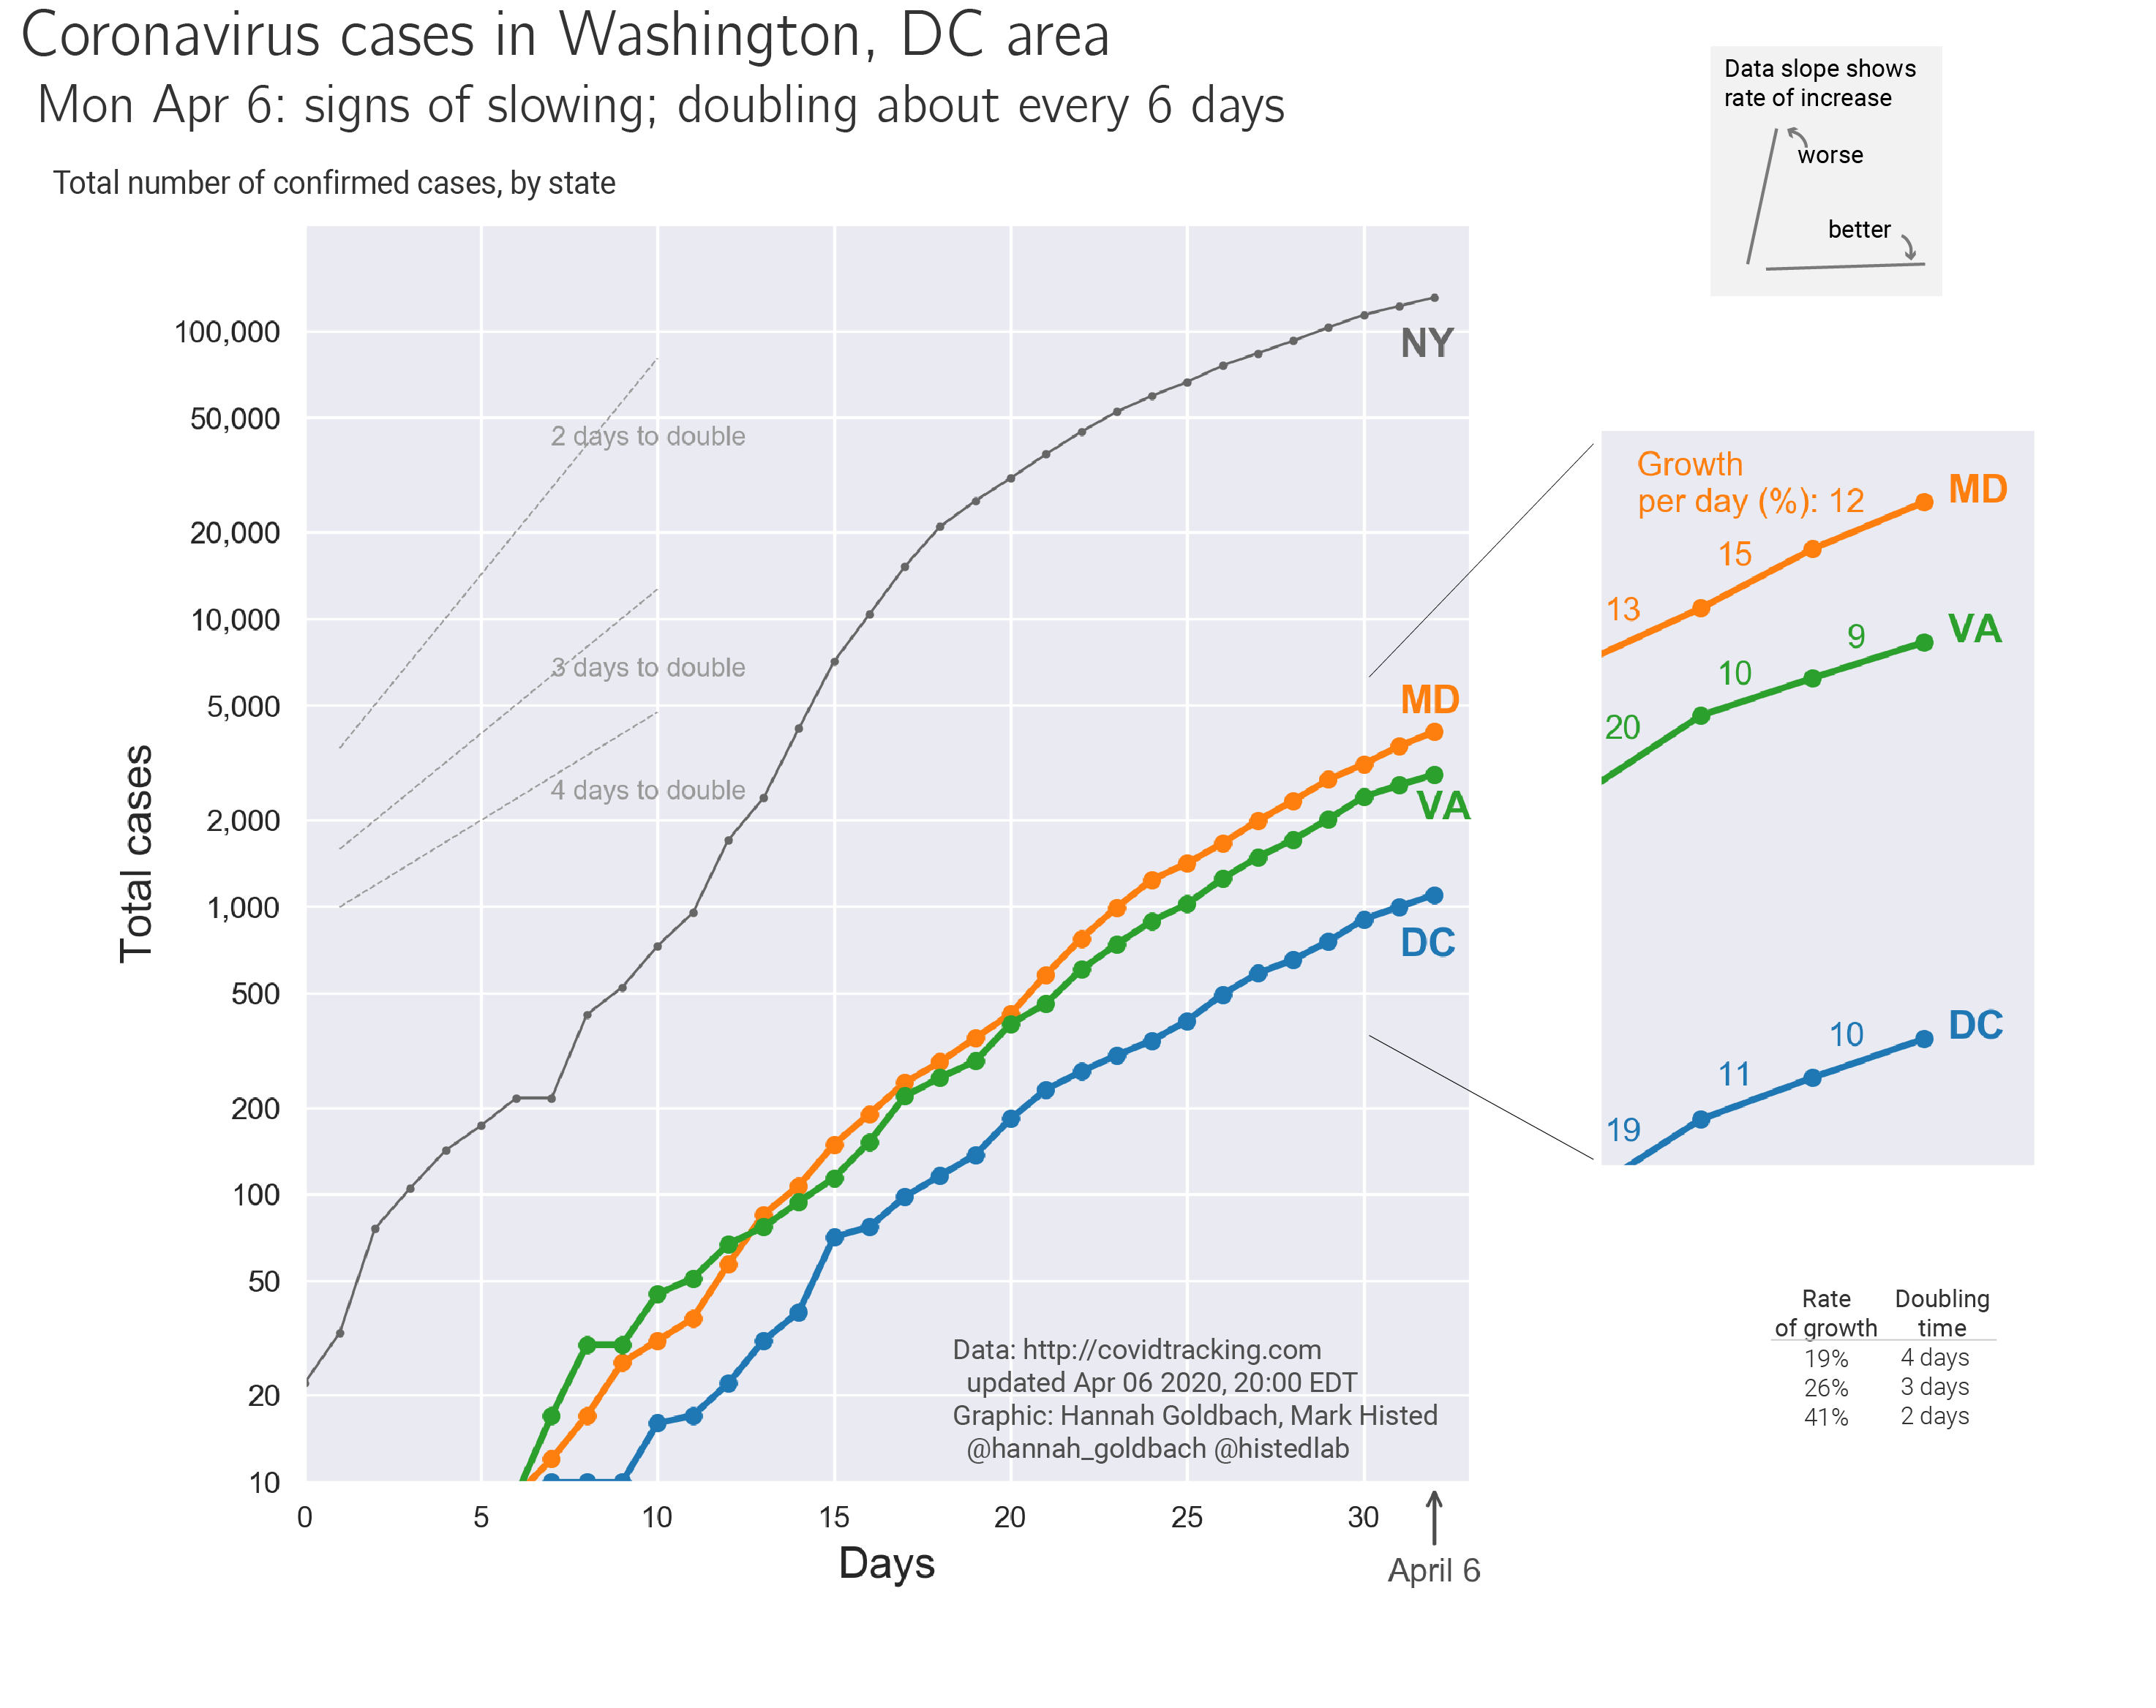 Coronavirus cases in Washington, DC area
Mon Apr 6: signs of slowing; doubling about every 6 days
Total number of confirmed cases, by state
Data slope shows
rate of increase
worse
better
100,000
50,000
20,000
10,000
5,000
2,000
1,000
500
200
100
50
20
10
Total cases
2 days to double
3 days to double
4 days to double
NY
MD
VA
DC
Data: http://covidtracking.com
updated Apr 06 2020, 20:00 EDT
Graphic: Hannah Goldbach, Mark Histed
@hannah_goldbach @histedlab
0 5 10 15 20 25 30
Days
April 6
Growth
per day (%): 12
MD
15
13
VA
9
10
20
DC
10
11
19
Rate Doubling
of growth time
19% 4 days
26% 3 days
41% 2 days